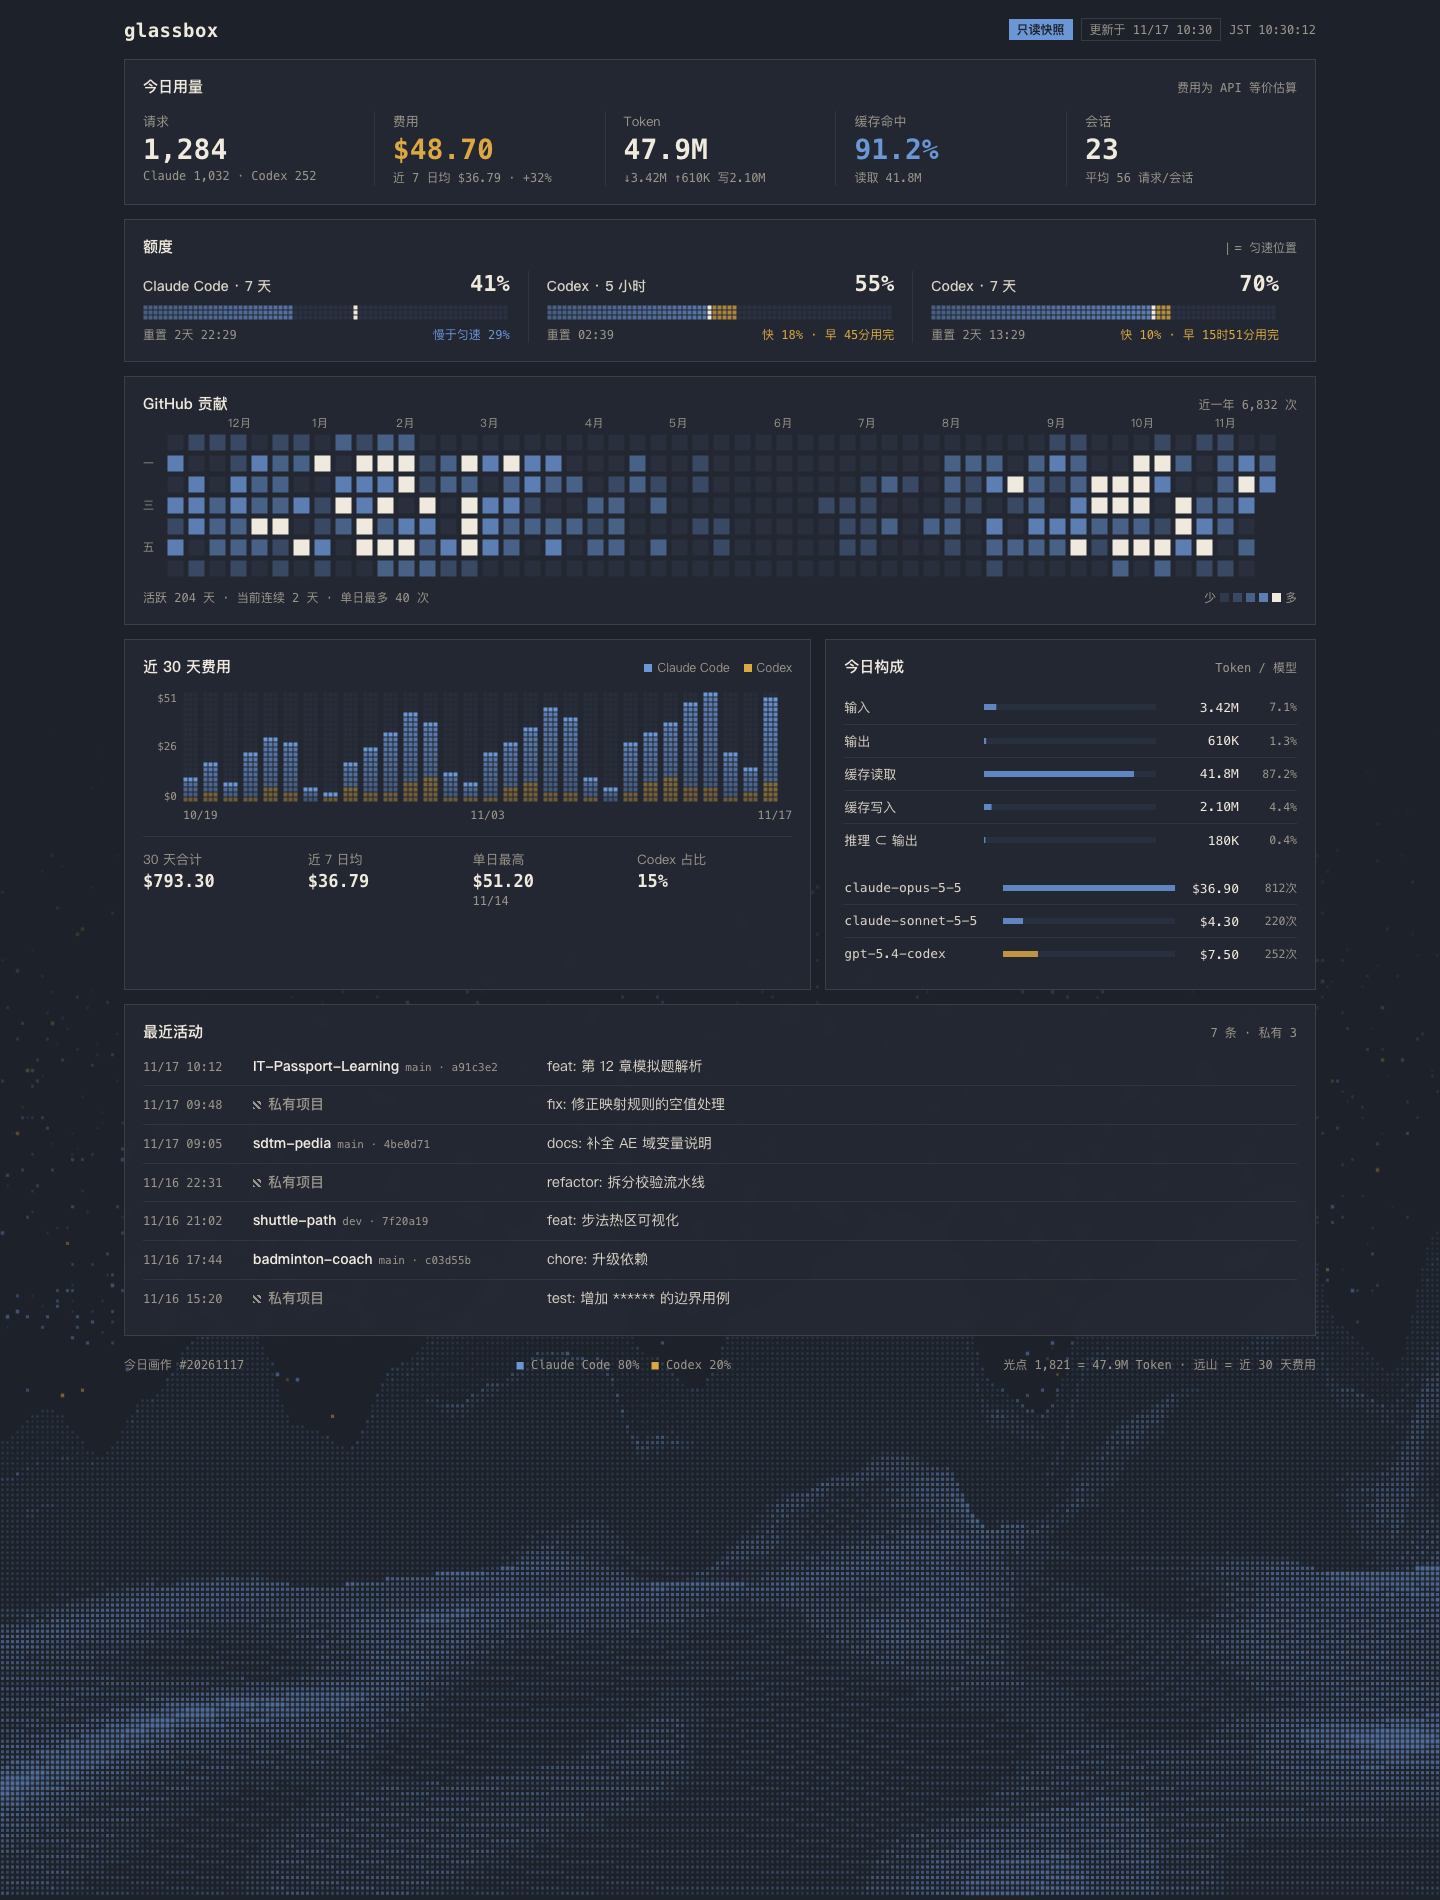 glassbox
只读快照 更新于 11/17 10:30 JST 10:30:12
今日用量 费用为 API 等价估算
请求 费用 Token 缓存命中 会话
1,284 $48.70 47.9M 91.2% 23
Claude 1,032 · Codex 252 近 7 日均 $36.79 · +32% ↓3.42M ↑610K 写2.10M 读取 41.8M 平均 56 请求/会话
额度 | = 匀速位置
Claude Code · 7 天 41% Codex · 5 小时 55% Codex · 7 天 70%
重置 2天 22:29 慢于匀速 29% 重置 02:39 快 18% · 早 45分用完 重置 2天 13:29 快 10% · 早 15时51分用完
GitHub 贡献 近一年 6,832 次
12月 1月 2月 3月 4月 5月 6月 7月 8月 9月 10月 11月
一
三
五
活跃 204 天 · 当前连续 2 天 · 单日最多 40 次 少 多
近 30 天费用 Claude Code Codex
$51
$26
$0
10/19 11/03 11/17
30 天合计 近 7 日均 单日最高 Codex 占比
$793.30 $36.79 $51.20 15%
11/14
今日构成 Token / 模型
输入 3.42M 7.1%
输出 610K 1.3%
缓存读取 41.8M 87.2%
缓存写入 2.10M 4.4%
推理 ⊂ 输出 180K 0.4%
claude-opus-5-5 $36.90 812次
claude-sonnet-5-5 $4.30 220次
gpt-5.4-codex $7.50 252次
最近活动 7 条 · 私有 3
11/17 10:12 IT-Passport-Learning main · a91c3e2 feat: 第 12 章模拟题解析
11/17 09:48 私有项目 fix: 修正映射规则的空值处理
11/17 09:05 sdtm-pedia main · 4be0d71 docs: 补全 AE 域变量说明
11/16 22:31 私有项目 refactor: 拆分校验流水线
11/16 21:02 shuttle-path dev · 7f20a19 feat: 步法热区可视化
11/16 17:44 badminton-coach main · c03d55b chore: 升级依赖
11/16 15:20 私有项目 test: 增加 ****** 的边界用例
今日画作 #20261117 Claude Code 80% Codex 20% 光点 1,821 = 47.9M Token · 远山 = 近 30 天费用